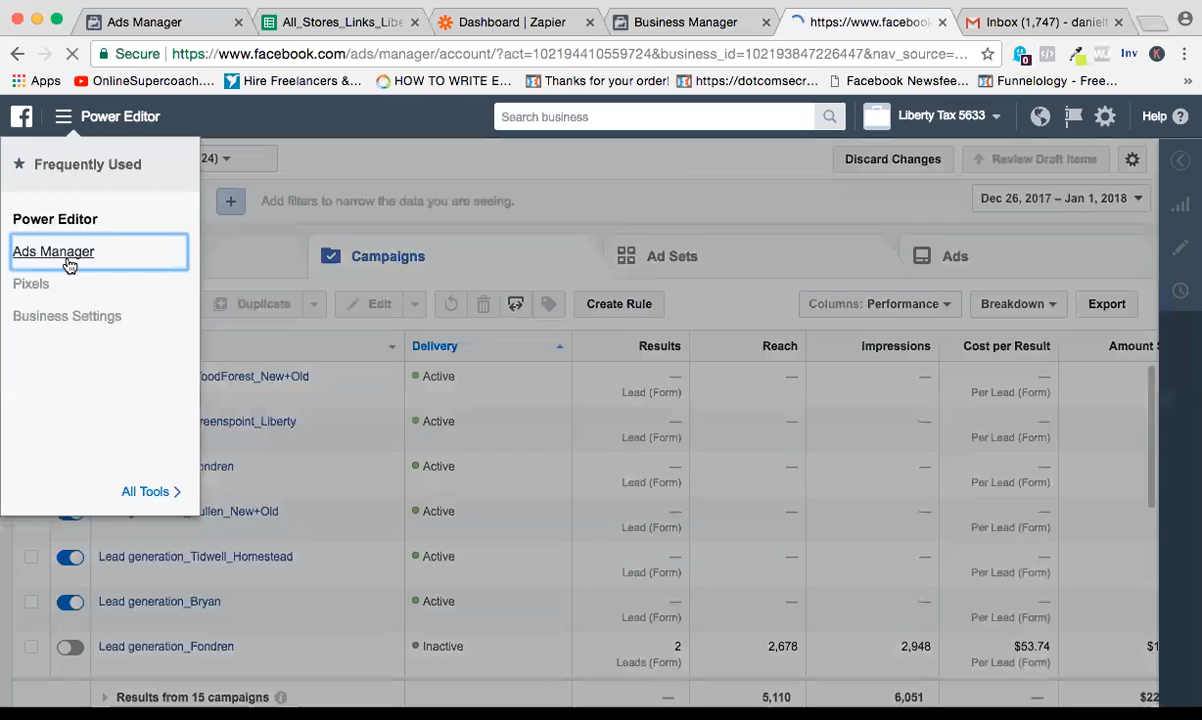 Ads Manager
All_Stores_Links_Libe
Dashboard | Zapier
Business Manager
https://www.facebook
Inbox (1,747) - danielt
Secure
https://www.facebook.com/ads/manager/account/?act=102194410559724&business_id=102193847226447&nav_source=...
0
Inv
K
Apps
OnlineSupercoach....
Hire Freelancers &...
HOW TO WRITE E...
Thanks for your order!
https://dotcomsecr...
Facebook Newsfee...
Funnelology - Free...
Power Editor
Search business
Liberty Tax 5633
Help
Frequently Used
24)
Discard Changes
Review Draft Items
Power Editor
Add filters to narrow the data you are seeing.
Dec 26, 2017 – Jan 1, 2018
Ads Manager
Campaigns
Ad Sets
Ads
Pixels
Business Settings
Duplicate
Edit
Create Rule
Columns: Performance
Breakdown
Export
Delivery
Results
Reach
Impressions
Cost per Result
Amount S
oodForest_New+Old
Active
—
—
—
—
Lead (Form)
Per Lead (Form)
reenspoint_Liberty
Active
—
—
—
—
Lead (Form)
Per Lead (Form)
ndren
Active
—
—
—
—
Lead (Form)
Per Lead (Form)
All Tools
ullen_New+Old
Active
—
—
—
—
Lead (Form)
Per Lead (Form)
Lead generation_Tidwell_Homestead
Active
—
—
—
—
Lead (Form)
Per Lead (Form)
Lead generation_Bryan
Active
—
—
—
—
Lead (Form)
Per Lead (Form)
Lead generation_Fondren
Inactive
2
2,678
2,948
$53.74
$1
Leads (Form)
Per Lead (Form)
Results from 15 campaigns
—
5,110
6,051
—
$22